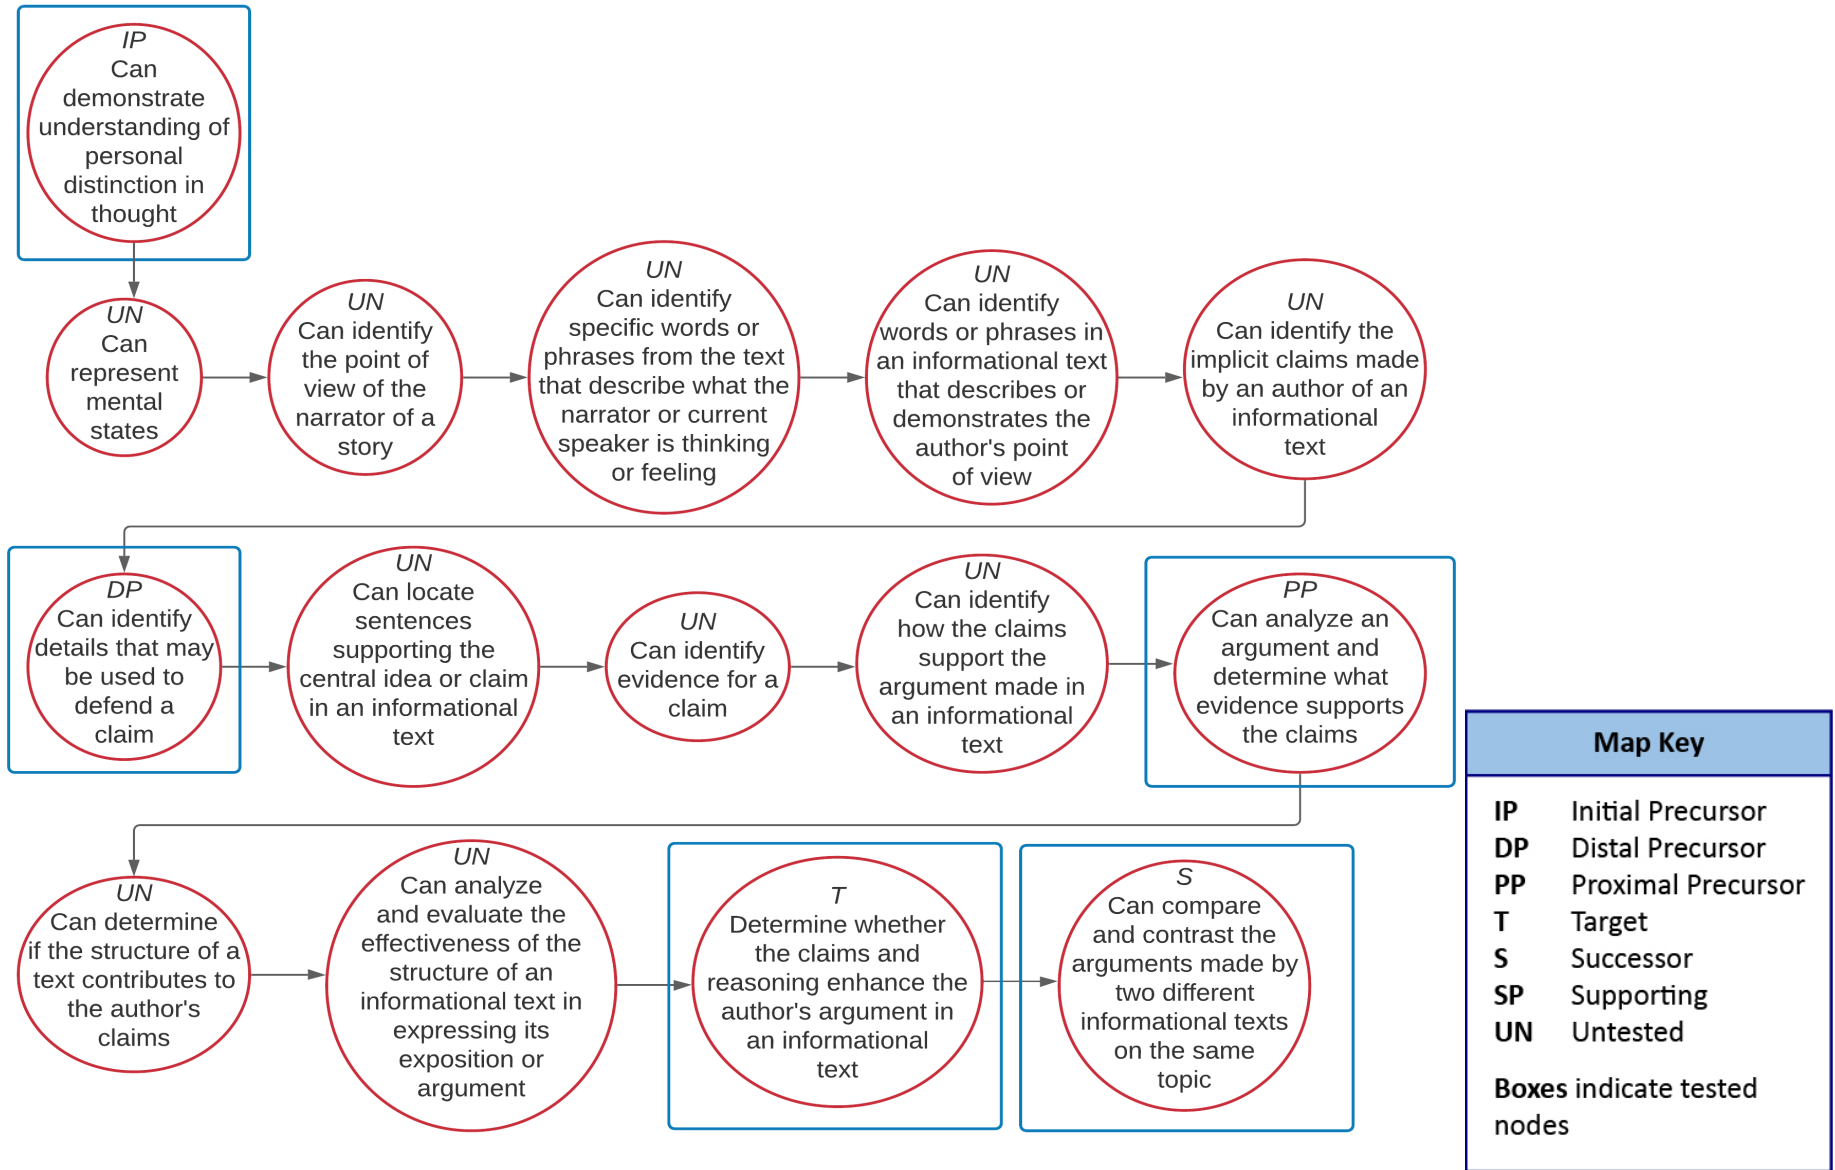 IP
Can
demonstrate
understanding of
personal
distinction in
thought
UN
Can
represent
mental
states
UN
Can identify
the point of
view of the
narrator of a
story
UN
Can identify
specific words or
phrases from the text
that describe what the
narrator or current
speaker is thinking
or feeling
UN
Can identify
words or phrases in
an informational text
that describes or
demonstrates the
author's point
of view
UN
Can identify the
implicit claims made
by an author of an
informational
text
DP
Can identify
details that may
be used to
defend a
claim
UN
Can locate
sentences
supporting the
central idea or claim
in an informational
text
UN
Can identify
evidence for a
claim
UN
Can identify
how the claims
support the
argument made in
an informational
text
PP
Can analyze an
argument and
determine what
evidence supports
the claims
UN
Can determine
if the structure of a
text contributes to
the author's
claims
UN
Can analyze
and evaluate the
effectiveness of the
structure of an
informational text in
expressing its
exposition or
argument
T
Determine whether
the claims and
reasoning enhance the
author's argument in
an informational
text
S
Can compare
and contrast the
arguments made by
two different
informational texts
on the same
topic
Map Key
IP Initial Precursor
DP Distal Precursor
PP Proximal Precursor
T Target
S Successor
SP Supporting
UN Untested
Boxes indicate tested
nodes